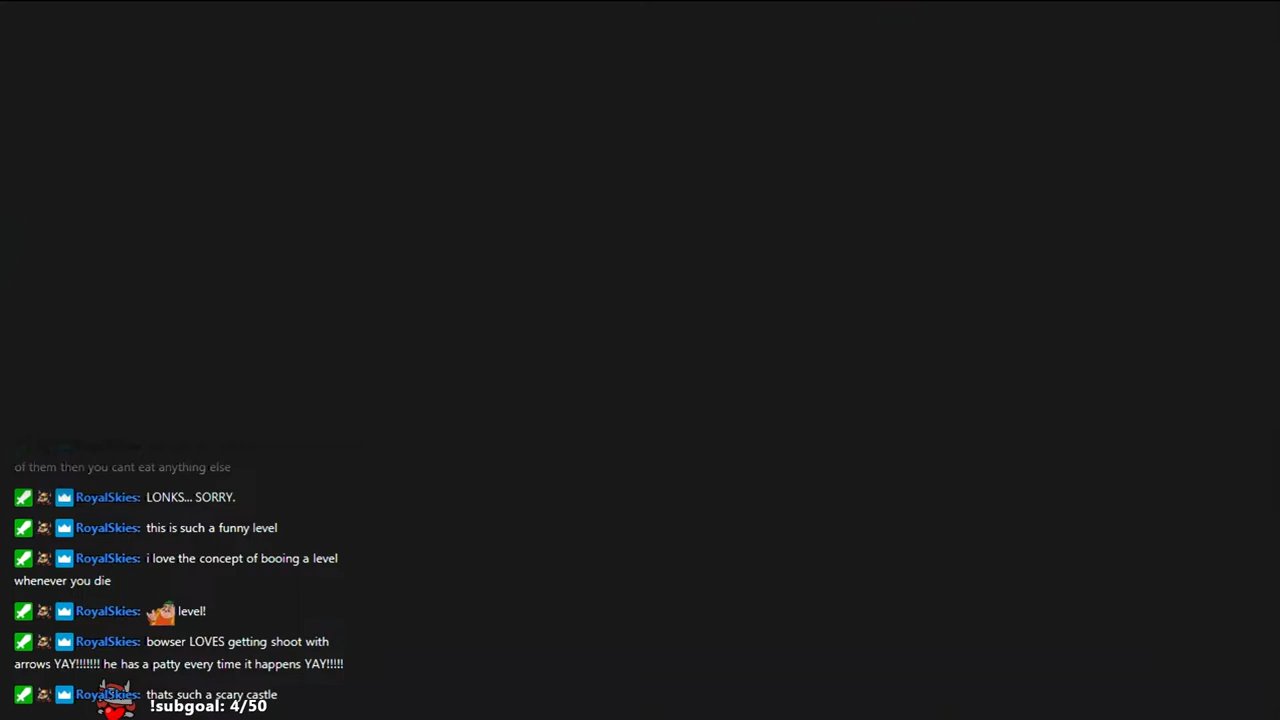 of them then you cant eat anything else
RoyalSkies: LONKS... SORRY.
RoyalSkies: this is such a funny level
RoyalSkies: i love the concept of booing a level
whenever you die
RoyalSkies: level!
RoyalSkies: bowser LOVES getting shoot with
arrows YAY!!!!!!! he has a patty every time it happens YAY!!!!!
RoyalSkies: thats such a scary castle
!subgoal: 4/50